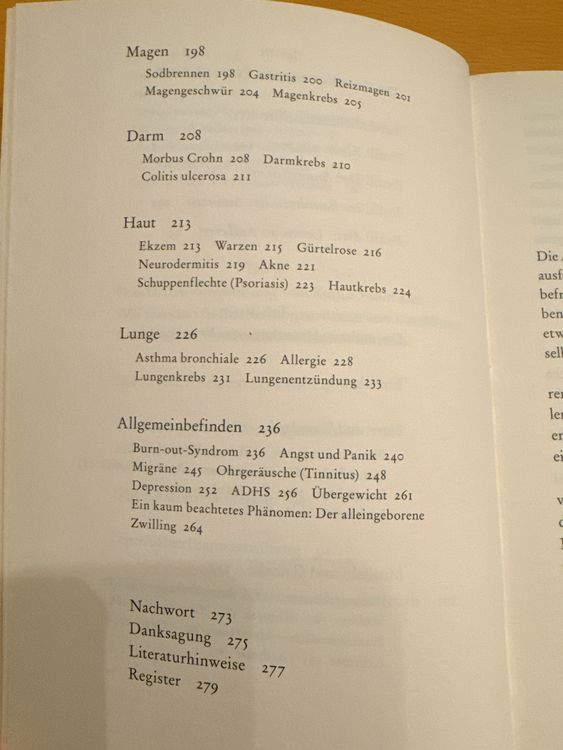 Magen 198
Sodbrennen 198 Gastritis 200 Reizmagen 201
Magengeschwür 204 Magenkrebs 205
Darm 208
Morbus Crohn 208 Darmkrebs 210
Colitis ulcerosa 211
Haut 213
Ekzem 213 Warzen 215 Gürtelrose 216
Neurodermitis 219 Akne 221
Schuppenflechte (Psoriasis) 223 Hautkrebs 224
Lunge 226
Asthma bronchiale 226 Allergie 228
Lungenkrebs 231 Lungenentzündung 233
Allgemeinbefinden 236
Burn-out-Syndrom 236 Angst und Panik 240
Migräne 245 Ohrgeräusche (Tinnitus) 248
Depression 252 ADHS 256 Übergewicht 261
Ein kaum beachtetes Phänomen: Der alleingeborene
Zwilling 264
Nachwort 273
Danksagung 275
Literaturhinweise 277
Register 279
Die